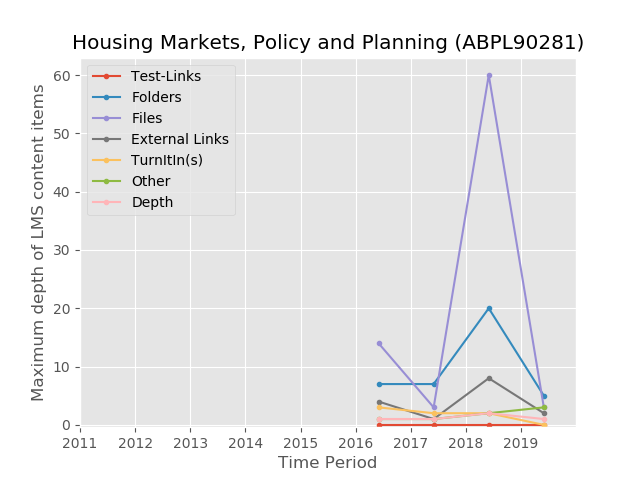 Housing Markets, Policy and Planning (ABPL90281)
Test-Links
Folders
Files
External Links
TurnItIn(s)
Other
Depth
Maximum depth of LMS content items
60
50
40
30
20
10
0
2011 2012 2013 2014 2015 2016 2017 2018 2019
Time Period